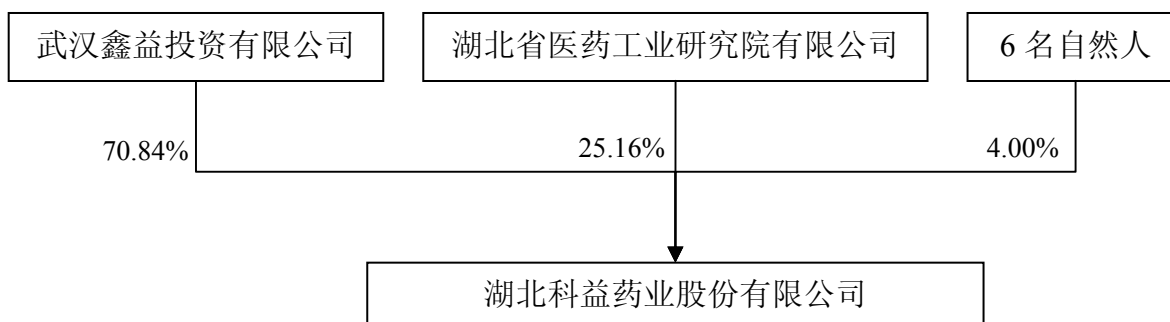 武汉鑫益投资有限公司
湖北省医药工业研究院有限公司
6 名自然人
70.84%
25.16%
4.00%
湖北科益药业股份有限公司